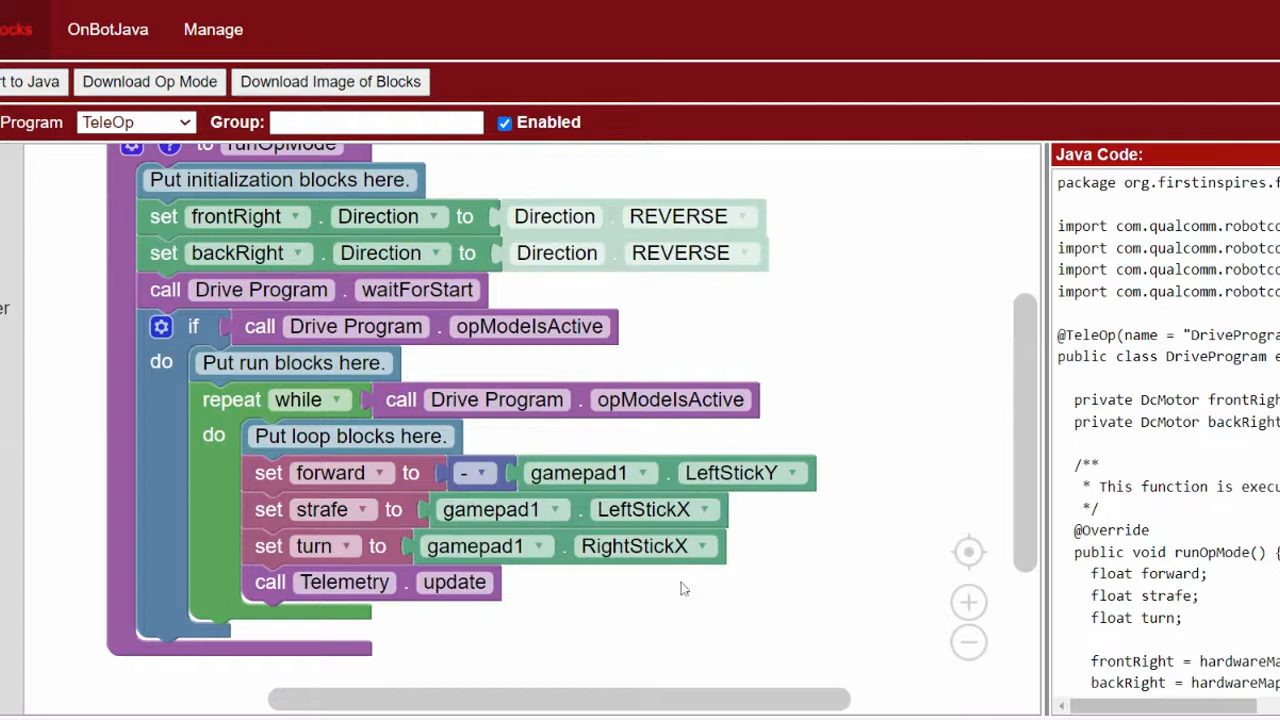 ocks OnBotJava Manage
rt to Java Download Op Mode Download Image of Blocks
Program TeleOp Group: Enabled
to runOpMode
Put initialization blocks here.
set frontRight . Direction to Direction . REVERSE
set backRight . Direction to Direction . REVERSE
call Drive Program . waitForStart
if call Drive Program . opModeIsActive
do Put run blocks here.
repeat while call Drive Program . opModeIsActive
do Put loop blocks here.
set forward to - gamepad1 . LeftStickY
set strafe to gamepad1 . LeftStickX
set turn to gamepad1 . RightStickX
call Telemetry . update
er
Java Code:
package org.firstinspires.f
import com.qualcomm.robotco
import com.qualcomm.robotco
import com.qualcomm.robotco
import com.qualcomm.robotco
@TeleOp(name = "DriveProgra
public class DriveProgram e
private DcMotor frontRigh
private DcMotor backRight
/**
* This function is execu
*/
@Override
public void runOpMode() {
float forward;
float strafe;
float turn;
frontRight = hardwareMap
backRight = hardwareMap